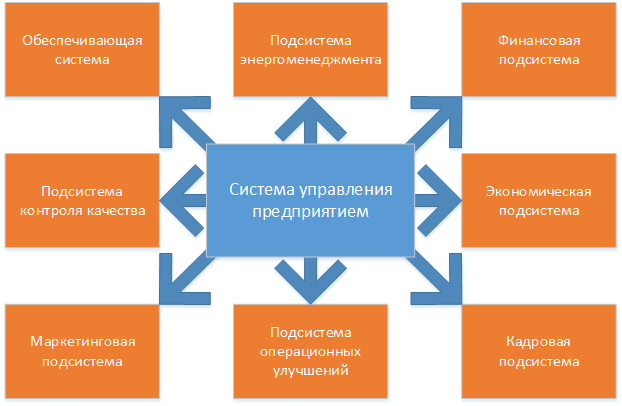 Обеспечивающая
система
Подсистема
энергоменеджмента
Финансовая
подсистема
Подсистема
контроля качества
Система управления
предприятием
Экономическая
подсистема
Маркетинговая
подсистема
Подсистема
операционных
улучшений
Кадровая
подсистема